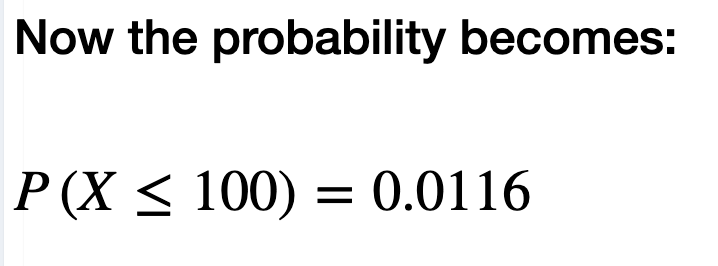 Now the probability becomes:
P(X ≤ 100) = 0.0116